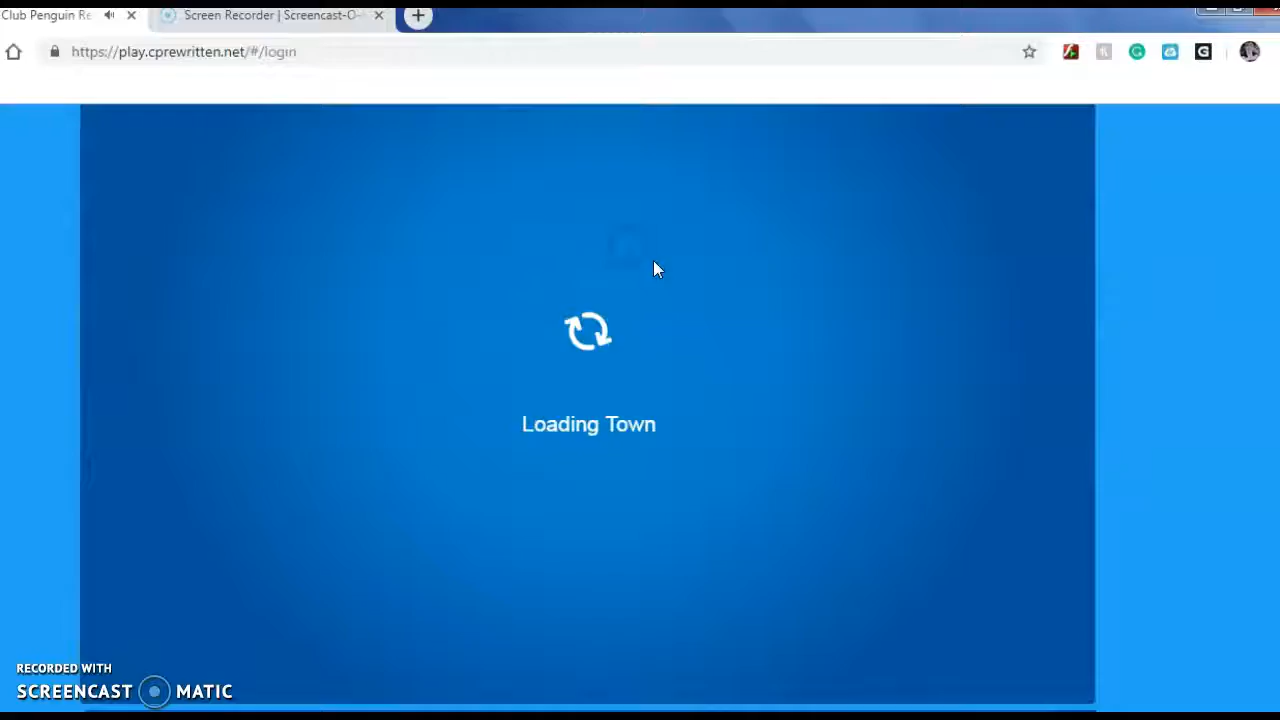 Club Penguin Re
Screen Recorder | Screencast-O-
https://play.cprewritten.net/#/login
Loading Town
RECORDED WITH
SCREENCAST MATIC